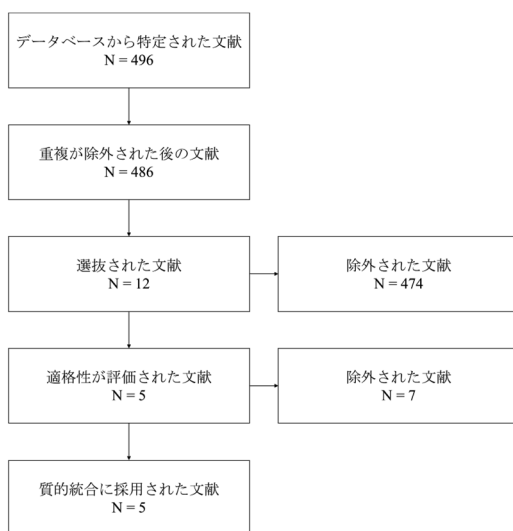 データベースから特定された文献
N = 496
重複が除外された後の文献
N = 486
選抜された文献
N = 12
除外された文献
N = 474
適格性が評価された文献
N = 5
除外された文献
N = 7
質的統合に採用された文献
N = 5